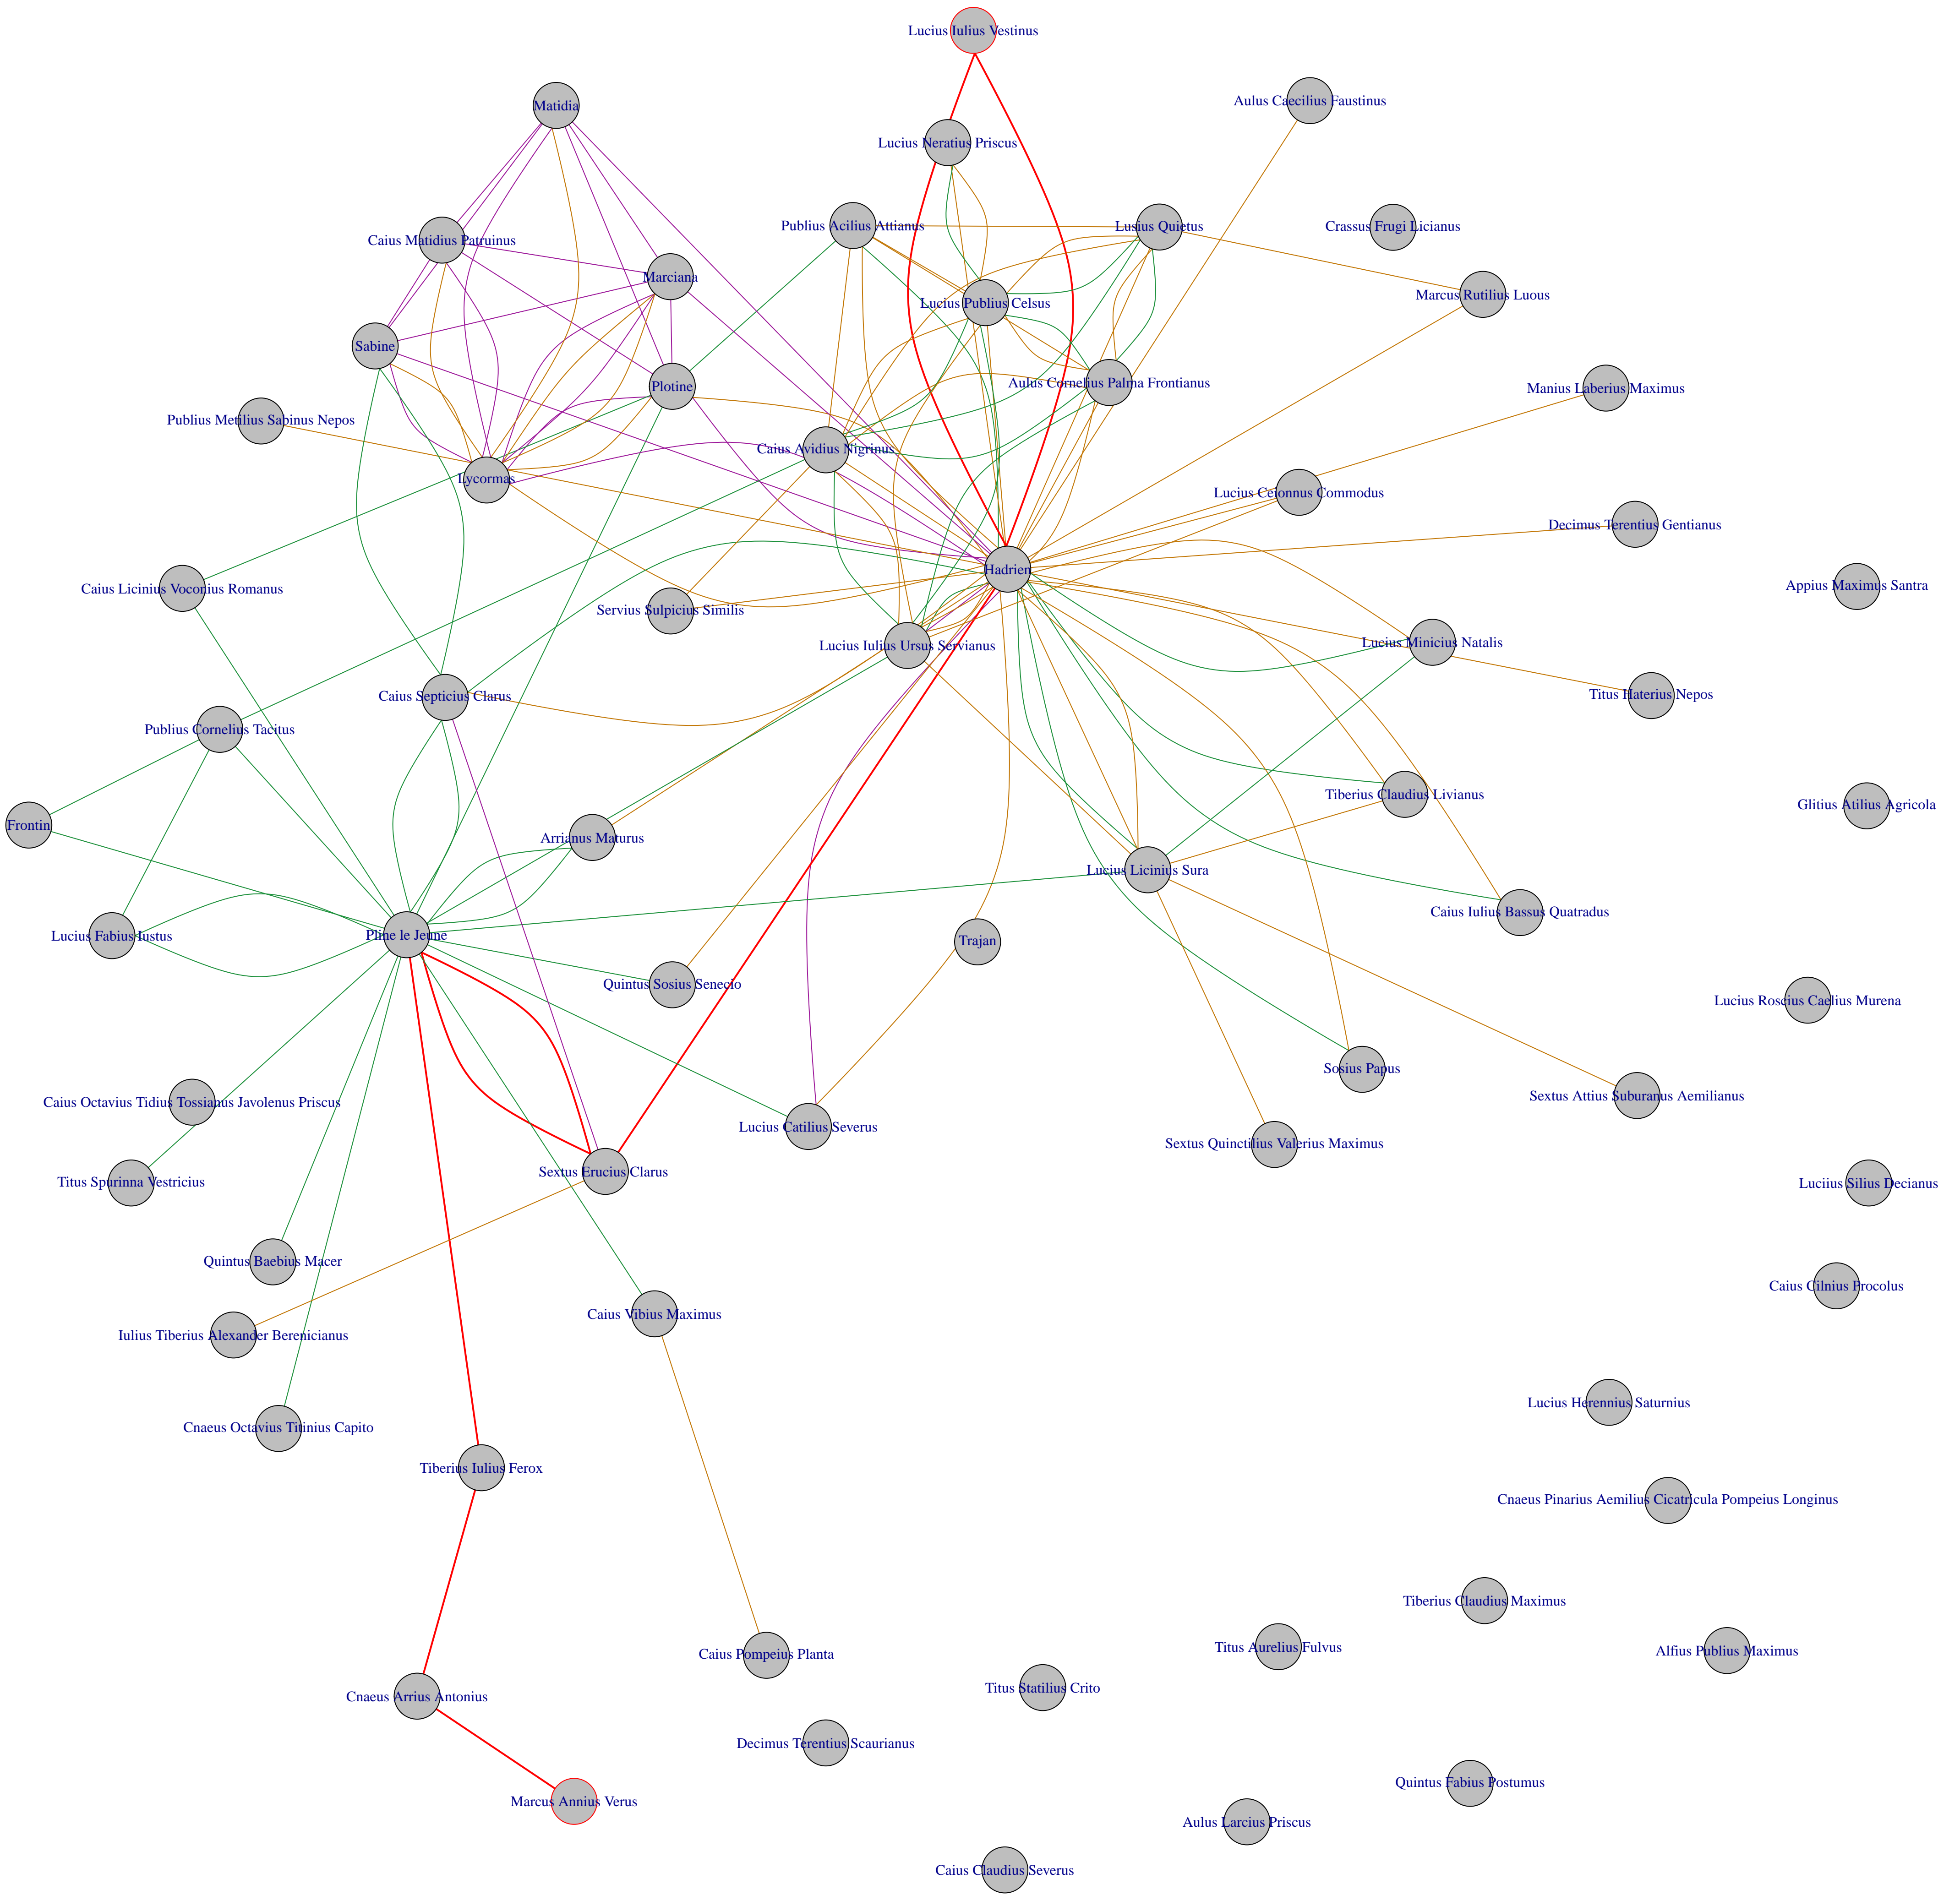 Lucius Iulius Vestinus
Aulus Caecilius Faustinus
Matidia
Lucius Neratius Priscus
Publius Acilius Attianus
Lusius Quietus
Crassus Frugi Licianus
Caius Matidius Patruinus
Marciana
Marcus Rutilius Luous
Lucius Publius Celsus
Sabine
Plotine
Aulus Cornelius Palma Frontianus
Manius Laberius Maximus
Publius Metilius Sabinus Nepos
Caius Avidius Nigrinus
Lycormas
Lucius Ceionnus Commodus
Decimus Terentius Gentianus
Hadrien
Caius Licinius Voconius Romanus
Appius Maximus Santra
Servius Sulpicius Similis
Lucius Iulius Ursus Servianus
Lucius Minicius Natalis
Caius Septicius Clarus
Titus Haterius Nepos
Publius Cornelius Tacitus
Tiberius Claudius Livianus
Glitius Atilius Agricola
Frontin
Arrianus Maturus
Lucius Licinius Sura
Caius Iulius Bassus Quatradus
Lucius Fabius Iustus
Pline le Jeune
Trajan
Quintus Sosius Senecio
Lucius Roscius Caelius Murena
Sosius Papus
Sextus Attius Suburanus Aemilianus
Caius Octavius Tidius Tossianus Javolenus Priscus
Lucius Catilius Severus
Sextus Quinctilius Valerius Maximus
Sextus Erucius Clarus
Titus Spurinna Vestricius
Luciius Silius Decianus
Quintus Baebius Macer
Caius Cilnius Procolus
Caius Vibius Maximus
Iulius Tiberius Alexander Berenicianus
Lucius Herennius Saturnius
Cnaeus Octavius Titinius Capito
Tiberius Iulius Ferox
Cnaeus Pinarius Aemilius Cicatricula Pompeius Longinus
Tiberius Claudius Maximus
Titus Aurelius Fulvus
Alfius Publius Maximus
Caius Pompeius Planta
Titus Statilius Crito
Cnaeus Arrius Antonius
Decimus Terentius Scaurianus
Quintus Fabius Postumus
Marcus Annius Verus
Aulus Larcius Priscus
Caius Claudius Severus